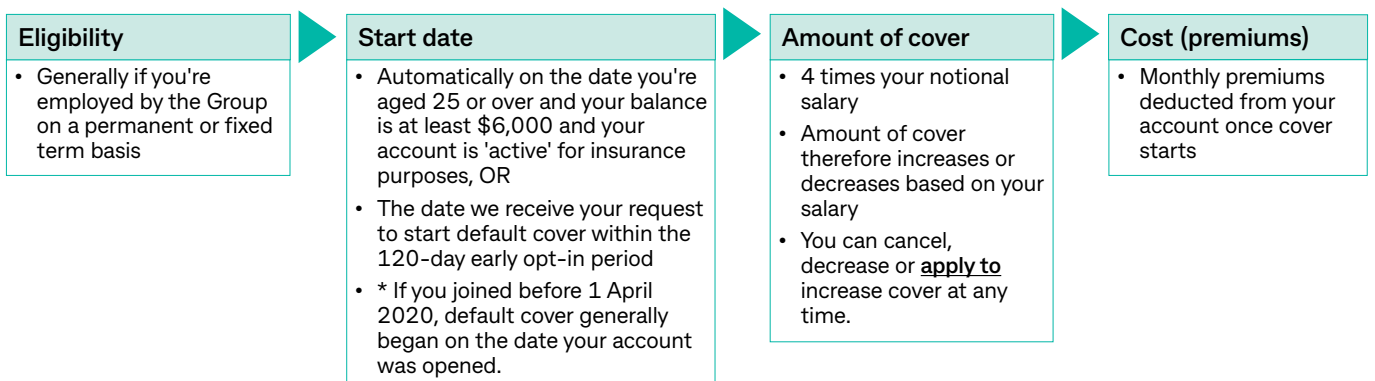 Eligibility
• Generally if you're
employed by the Group
on a permanent or fixed
term basis
Start date
• Automatically on the date you're
aged 25 or over and your balance
is at least $6,000 and your
account is 'active' for insurance
purposes, OR
• The date we receive your request
to start default cover within the
120-day early opt-in period
• * If you joined before 1 April
2020, default cover generally
began on the date your account
was opened.
Amount of cover
• 4 times your notional
salary
• Amount of cover
therefore increases or
decreases based on your
salary
• You can cancel,
decrease or apply to
increase cover at any
time.
Cost (premiums)
• Monthly premiums
deducted from your
account once cover
starts